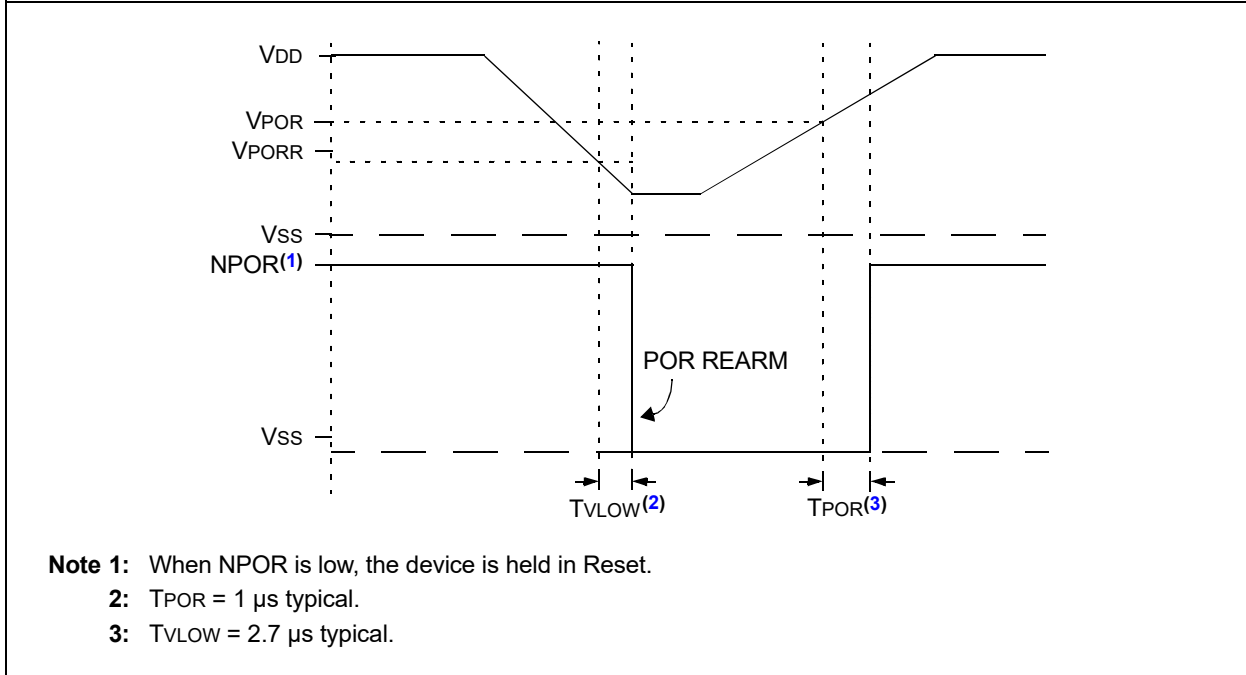 VDD
VPOR
VPORR
VSS
NPOR(1)
POR REARM
VSS
TVLOW(2)
TPOR(3)
Note 1: When NPOR is low, the device is held in Reset.
2: TPOR = 1 μs typical.
3: TVLOW = 2.7 μs typical.